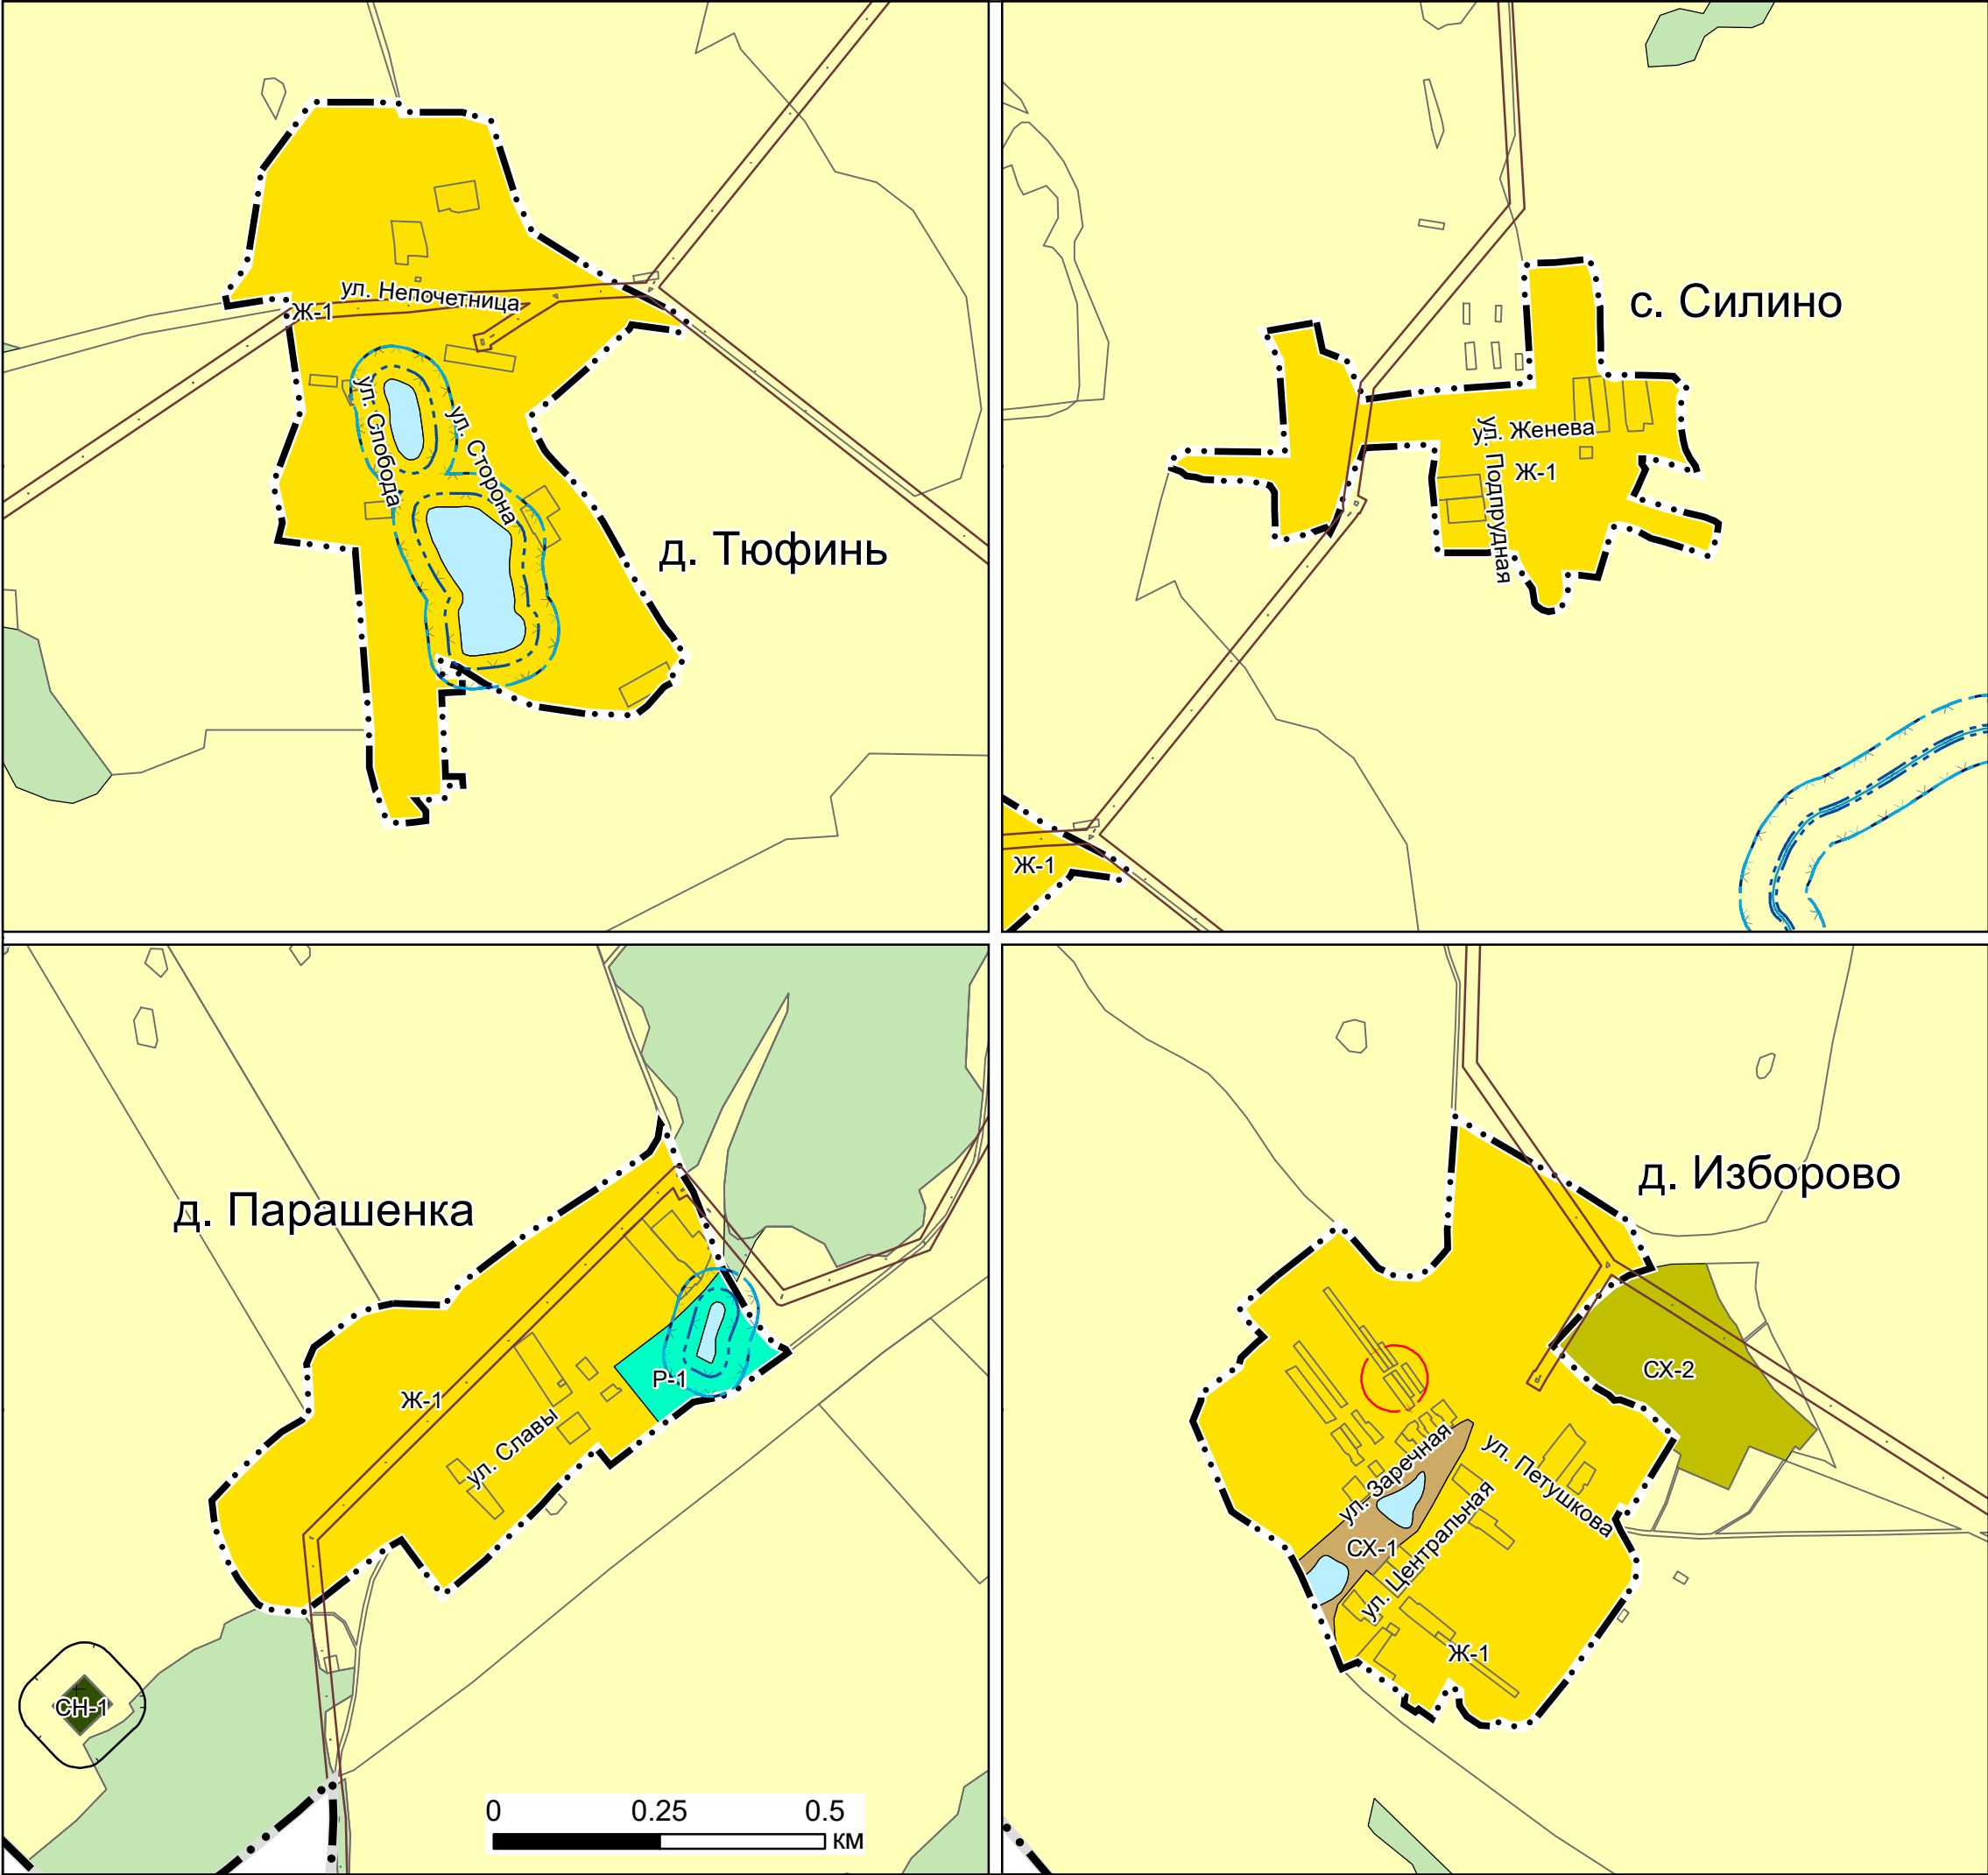 ул. Непочетница
Ж-1
ул. Слобода
ул. Сторона
д. Тюфинь
с. Силино
ул. Женева
ул. Подпрудная
Ж-1
Ж-1
д. Парашенка
Ж-1
Р-1
ул. Славы
СН-1
0 0.25 0.5
км
д. Изборово
СХ-2
ул. Заречная
ул. Петушкова
СХ-1
ул. Центральная
Ж-1